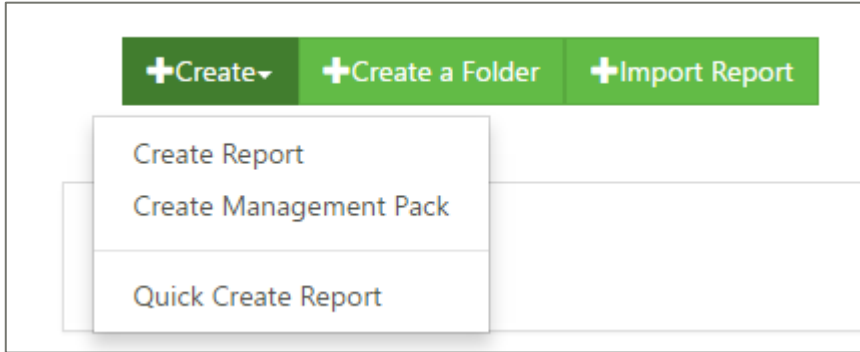 +Create
+Create a Folder
+Import Report
Create Report
Create Management Pack
Quick Create Report